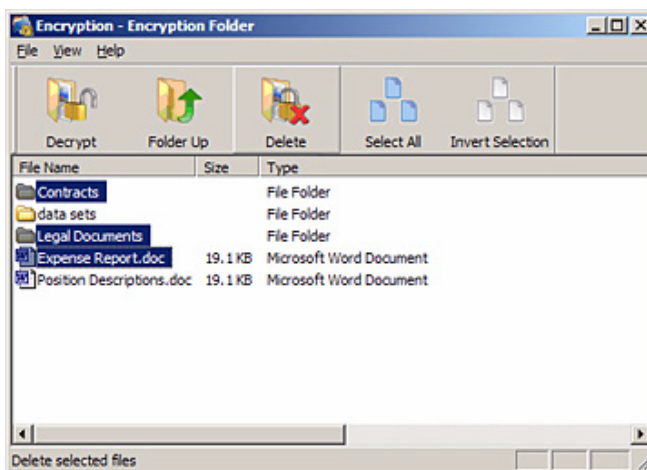 Encryption - Encryption Folder
File View Help
Decrypt Folder Up Delete Select All Invert Selection
File Name Size Type
Contracts File Folder
data sets File Folder
Legal Documents File Folder
Expense Report.doc 19.1 KB Microsoft Word Document
Position Descriptions.doc 19.1 KB Microsoft Word Document
Delete selected files